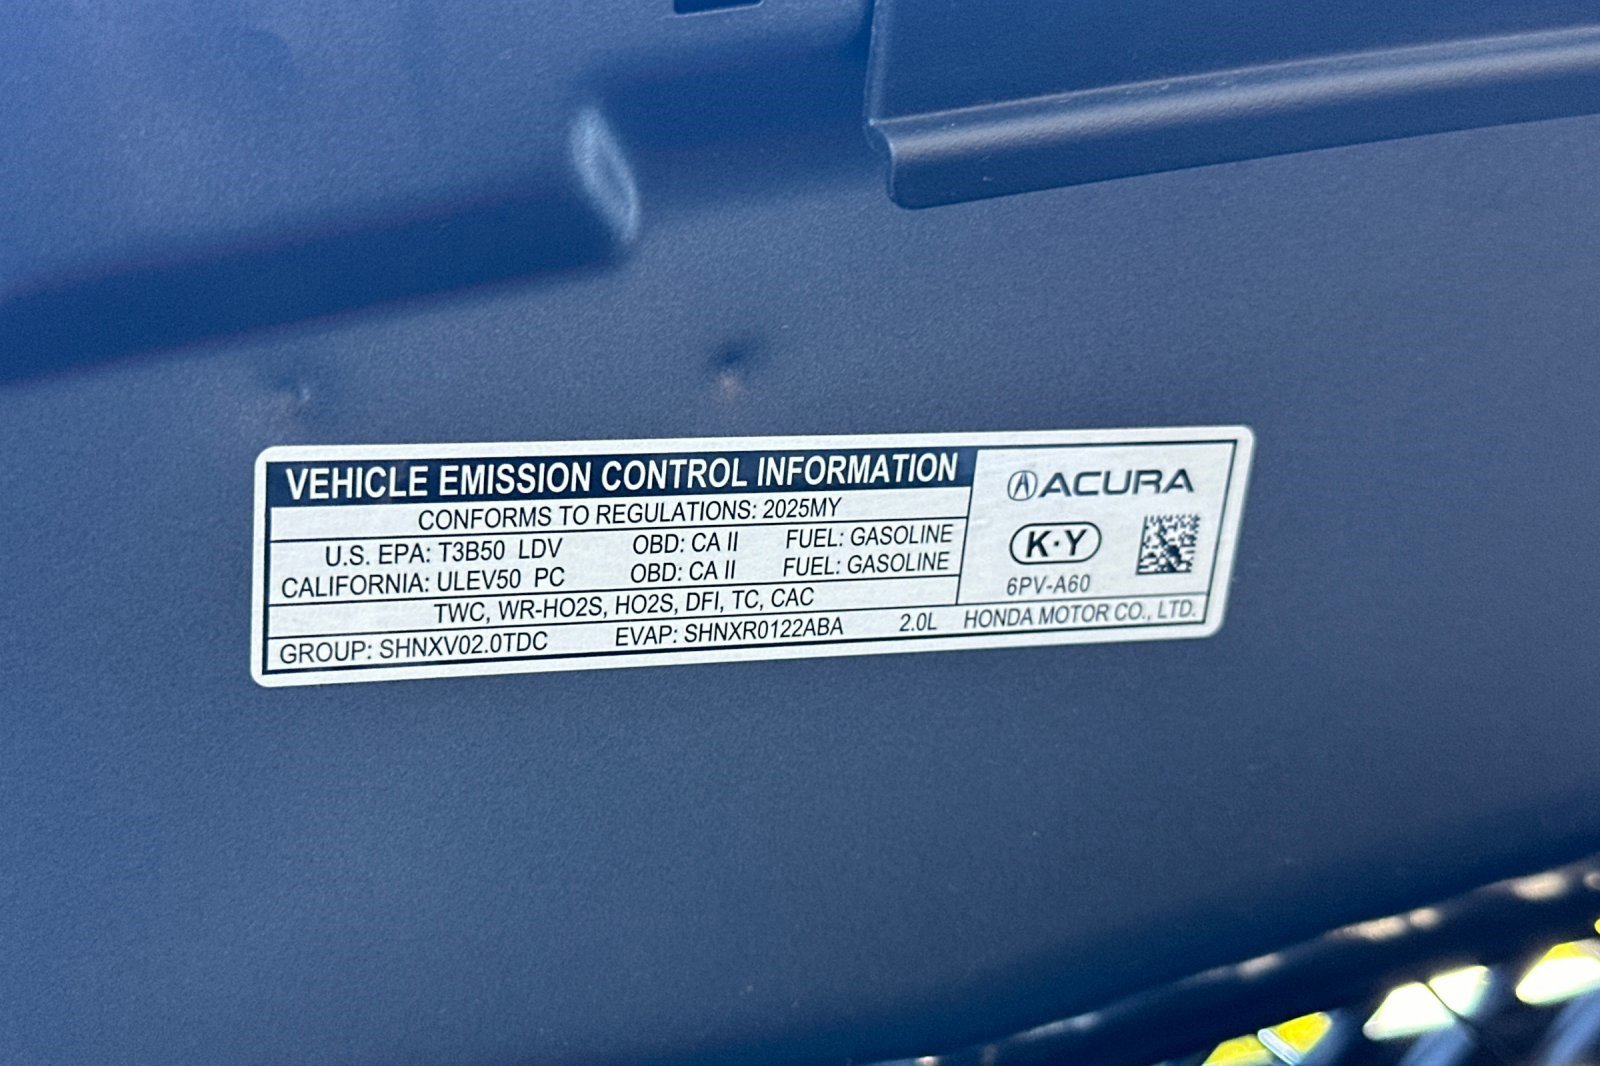 VEHICLE EMISSION CONTROL INFORMATION
CONFORMS TO REGULATIONS: 2025MY
U.S. EPA: T3B50 LDV OBD: CA II FUEL: GASOLINE
CALIFORNIA: ULEV50 PC OBD: CA II FUEL: GASOLINE
TWC, WR-HO2S, HO2S, DFI, TC, CAC
GROUP: SHNXV02.0TDC EVAP: SHNXR0122ABA 2.0L HONDA MOTOR CO., LTD.
ACURA
K·Y
6PV-A60